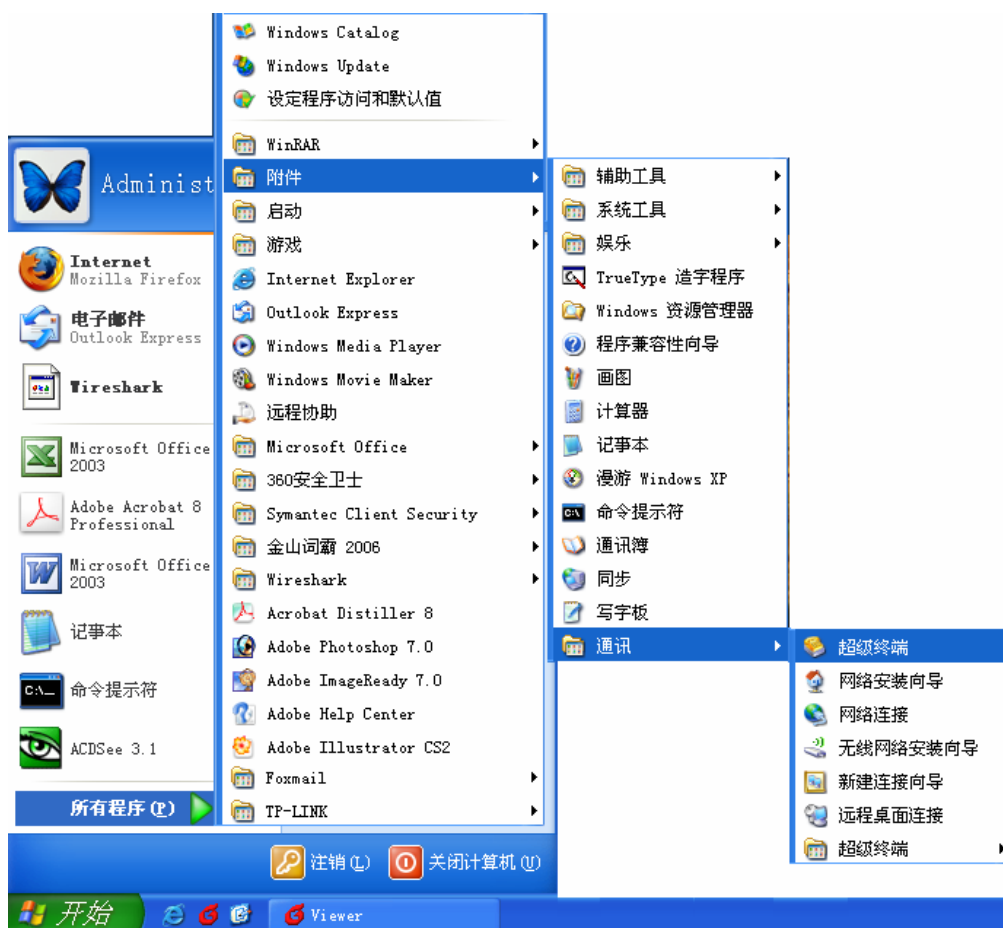 Windows Catalog
Windows Update
设定程序访问和默认值
WinRAR
附件
启动
游戏
Internet Explorer
Outlook Express
Windows Media Player
Windows Movie Maker
远程协助
Microsoft Office
360安全卫士
Symantec Client Security
金山词霸 2006
Wireshark
Acrobat Distiller 8
Adobe Photoshop 7.0
Adobe ImageReady 7.0
Adobe Help Center
Adobe Illustrator CS2
Foxmail
TP-LINK
Administ
Internet
Mozilla Firefox
电子邮件
Outlook Express
Wireshark
Microsoft Office
2003
Adobe Acrobat 8
Professional
Microsoft Office
2003
记事本
命令提示符
ACDSee 3.1
所有程序(P)
辅助工具
系统工具
娱乐
TrueType 造字程序
Windows 资源管理器
程序兼容性向导
画图
计算器
记事本
漫游 Windows XP
命令提示符
通讯簿
同步
写字板
通讯
超级终端
网络安装向导
网络连接
无线网络安装向导
新建连接向导
远程桌面连接
超级终端
注销(L)
关闭计算机(U)
开始
Viewer